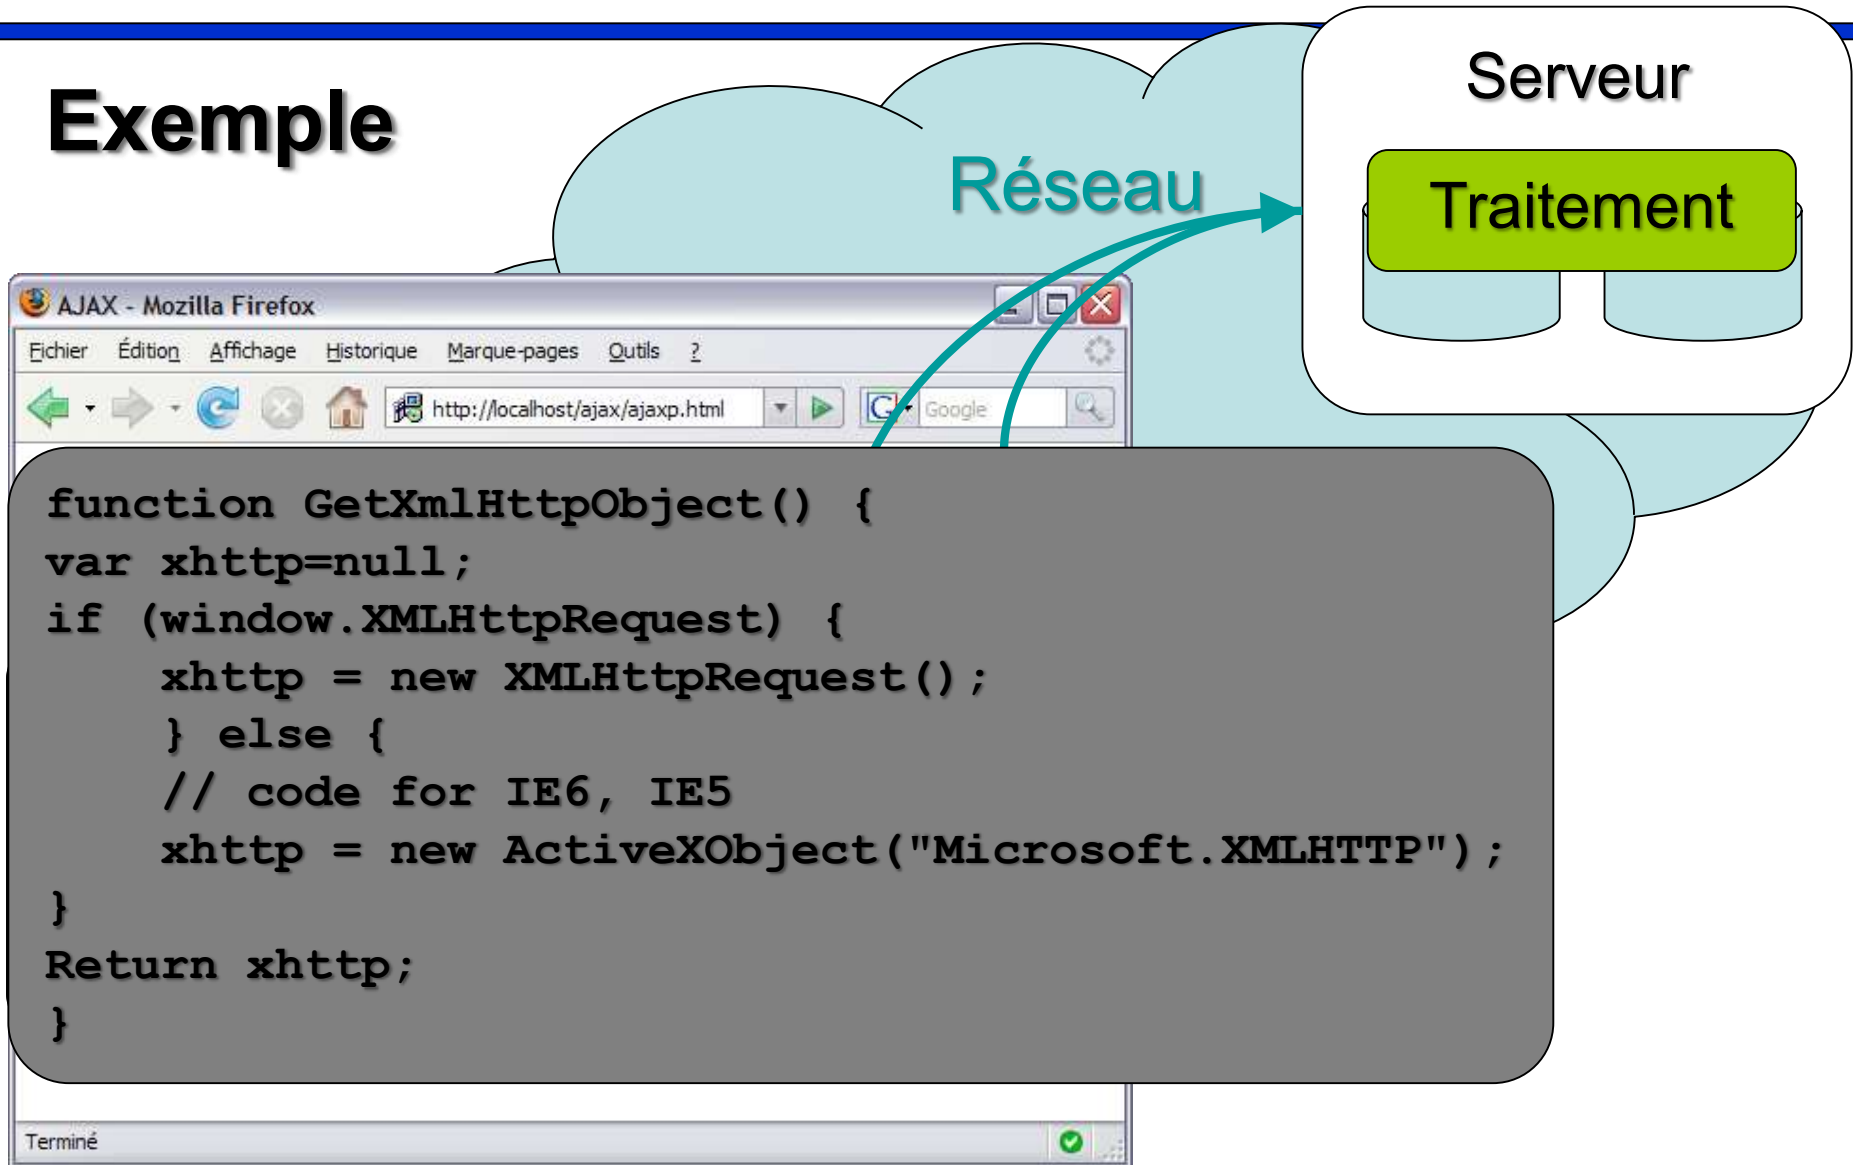 Exemple
Réseau
Serveur
Traitement
AJAX - Mozilla Firefox
Fichier Édition Affichage Historique Marque-pages Outils ?
http://localhost/ajax/ajaxp.html G Google
function GetXmlHttpObject() {
var xhttp=null;
if (window.XMLHttpRequest) {
xhttp = new XMLHttpRequest();
} else {
// code for IE6, IE5
xhttp = new ActiveXObject("Microsoft.XMLHTTP");
}
Return xhttp;
}
Terminé